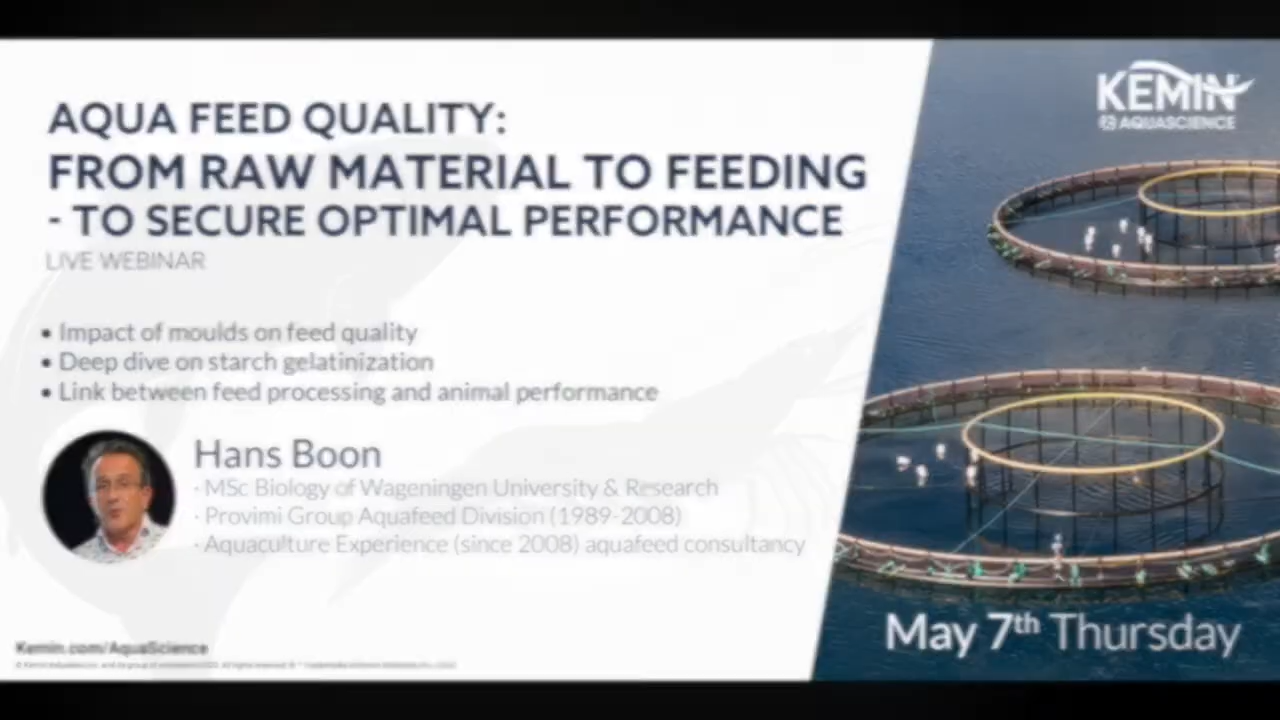 AQUA FEED QUALITY:
FROM RAW MATERIAL TO FEEDING
- TO SECURE OPTIMAL PERFORMANCE
LIVE WEBINAR
• Impact of moulds on feed quality
• Deep dive on starch gelatinization
• Link between feed processing and animal performance
Hans Boon
· MSc Biology of Wageningen University & Research
· Provimi Group Aquafeed Division (1989-2008)
· Aquaculture Experience (since 2008) aquafeed consultancy
Kemin.com/AquaScience
KEMIN
AQUASCIENCE
May 7th Thursday